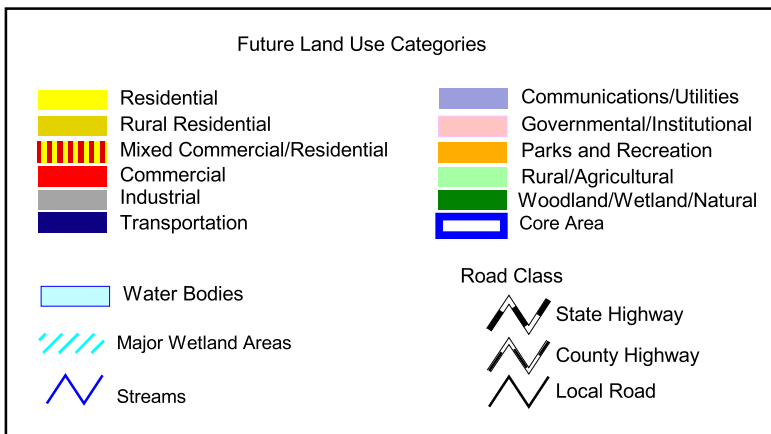 Future Land Use Categories
Residential
Rural Residential
Mixed Commercial/Residential
Commercial
Industrial
Transportation
Communications/Utilities
Governmental/Institutional
Parks and Recreation
Rural/Agricultural
Woodland/Wetland/Natural
Core Area
Water Bodies
Major Wetland Areas
Streams
Road Class
State Highway
County Highway
Local Road